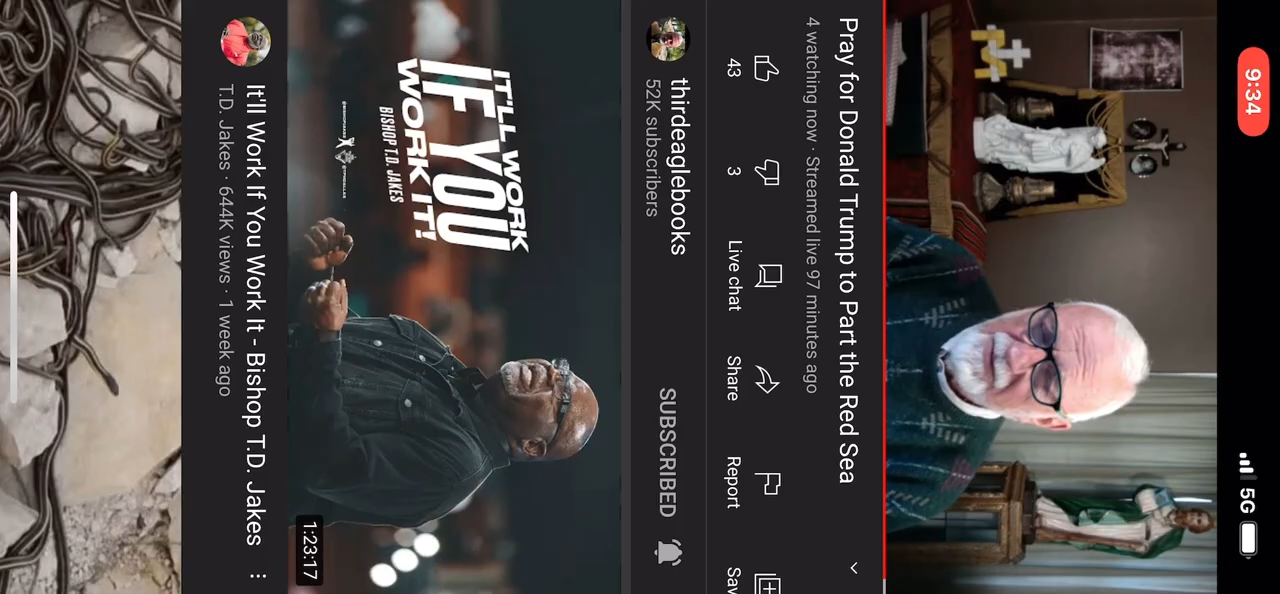 9:34
5G
Pray for Donald Trump to Part the Red Sea
4 watching now · Streamed live 97 minutes ago
43
3
Live chat
Share
Report
Sav
thirdeaglebooks
52K subscribers
SUBSCRIBED
IT'LL WORK
IF YOU
WORK IT!
BISHOP T.D. JAKES
1:23:17
It'll Work If You Work It - Bishop T.D. Jakes
T.D. Jakes · 644K views · 1 week ago